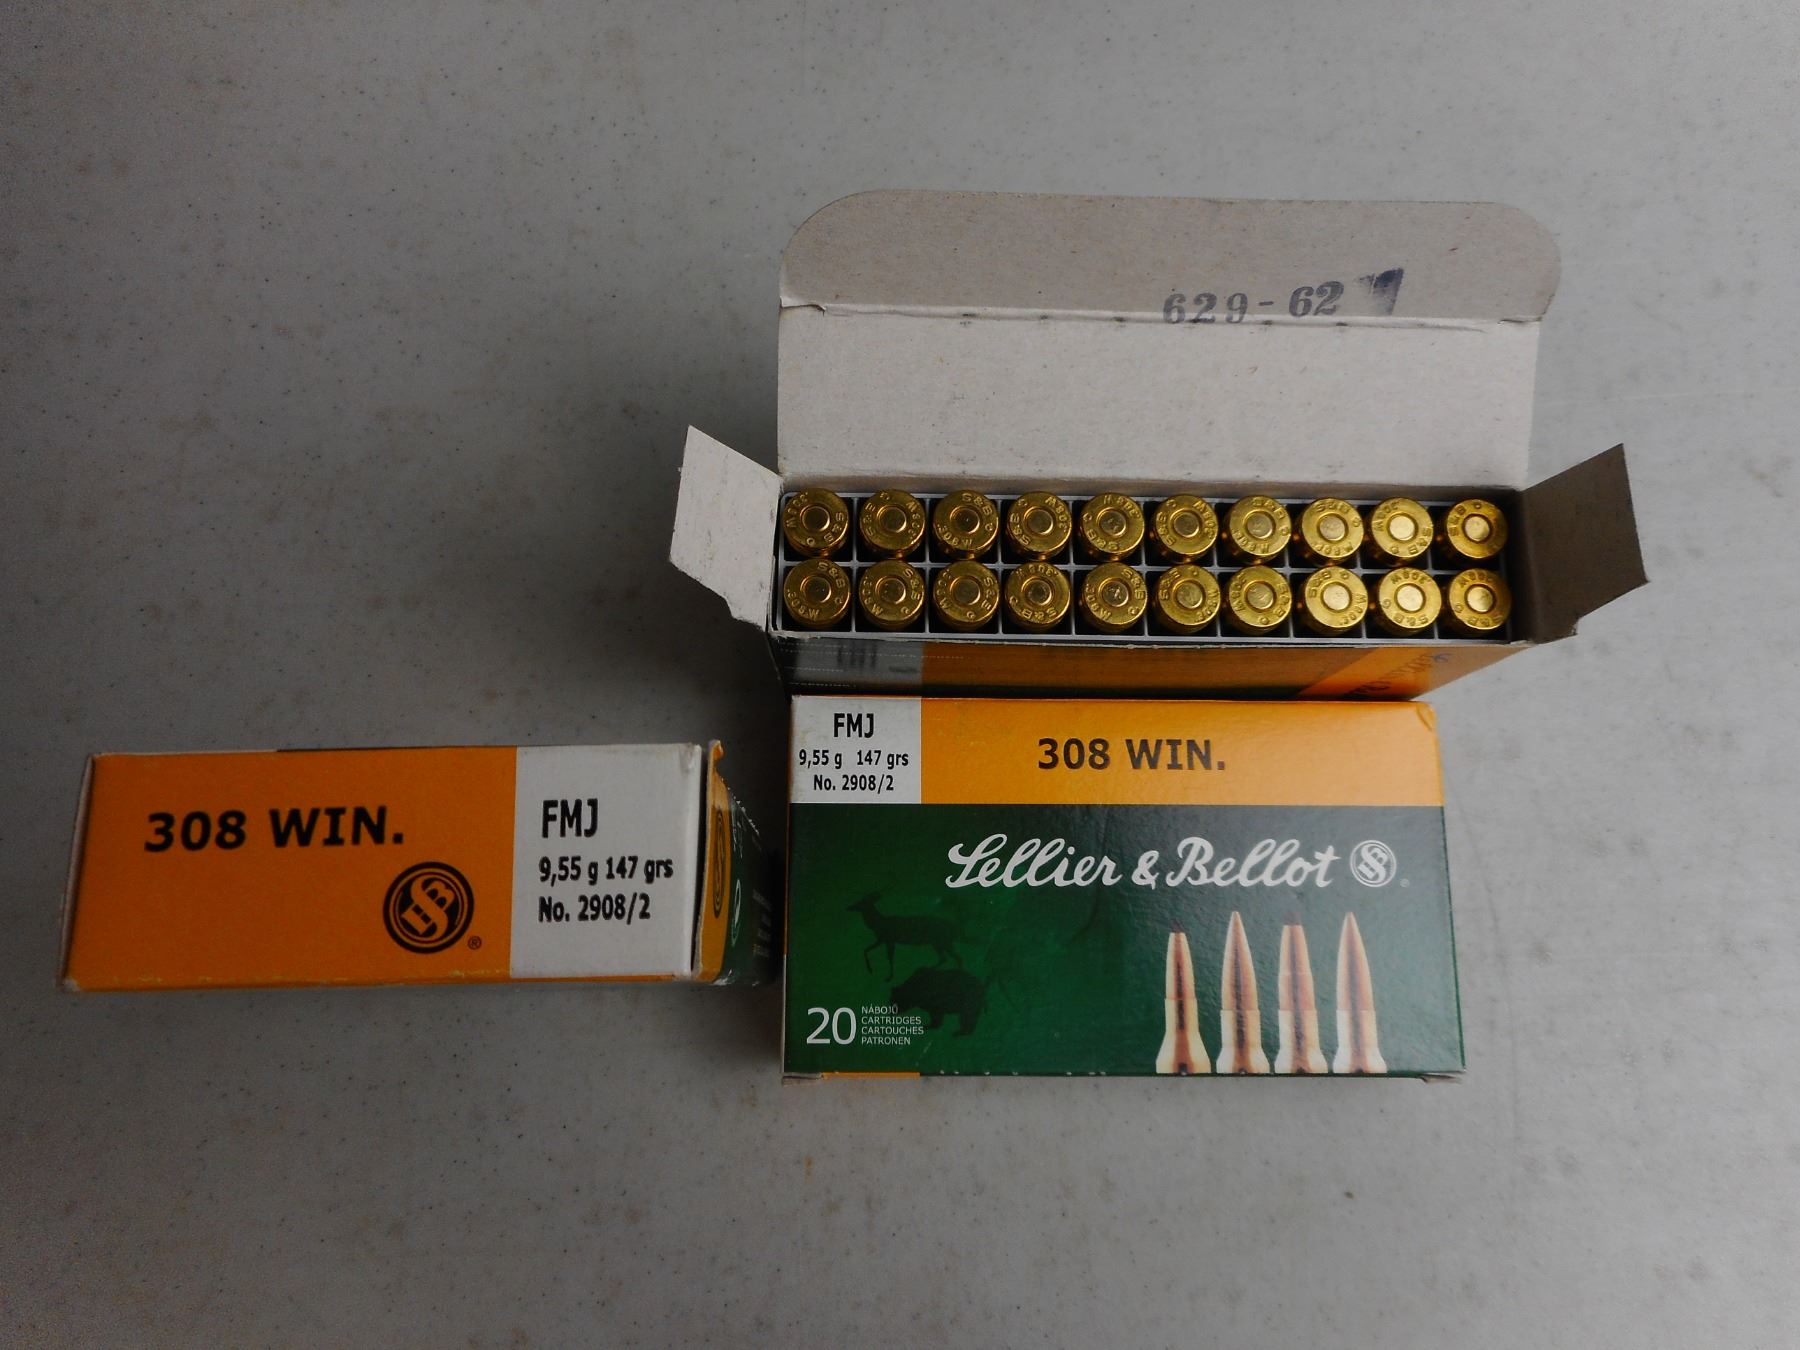 629-62
308 WIN.
FMJ
9,55 g 147 grs
No. 2908/2
®
FMJ
9,55 g 147 grs
No. 2908/2
308 WIN.
Lellier & Bellot
20
NÁBOJŮ
CARTRIDGES
CARTOUCHES
PATRONEN